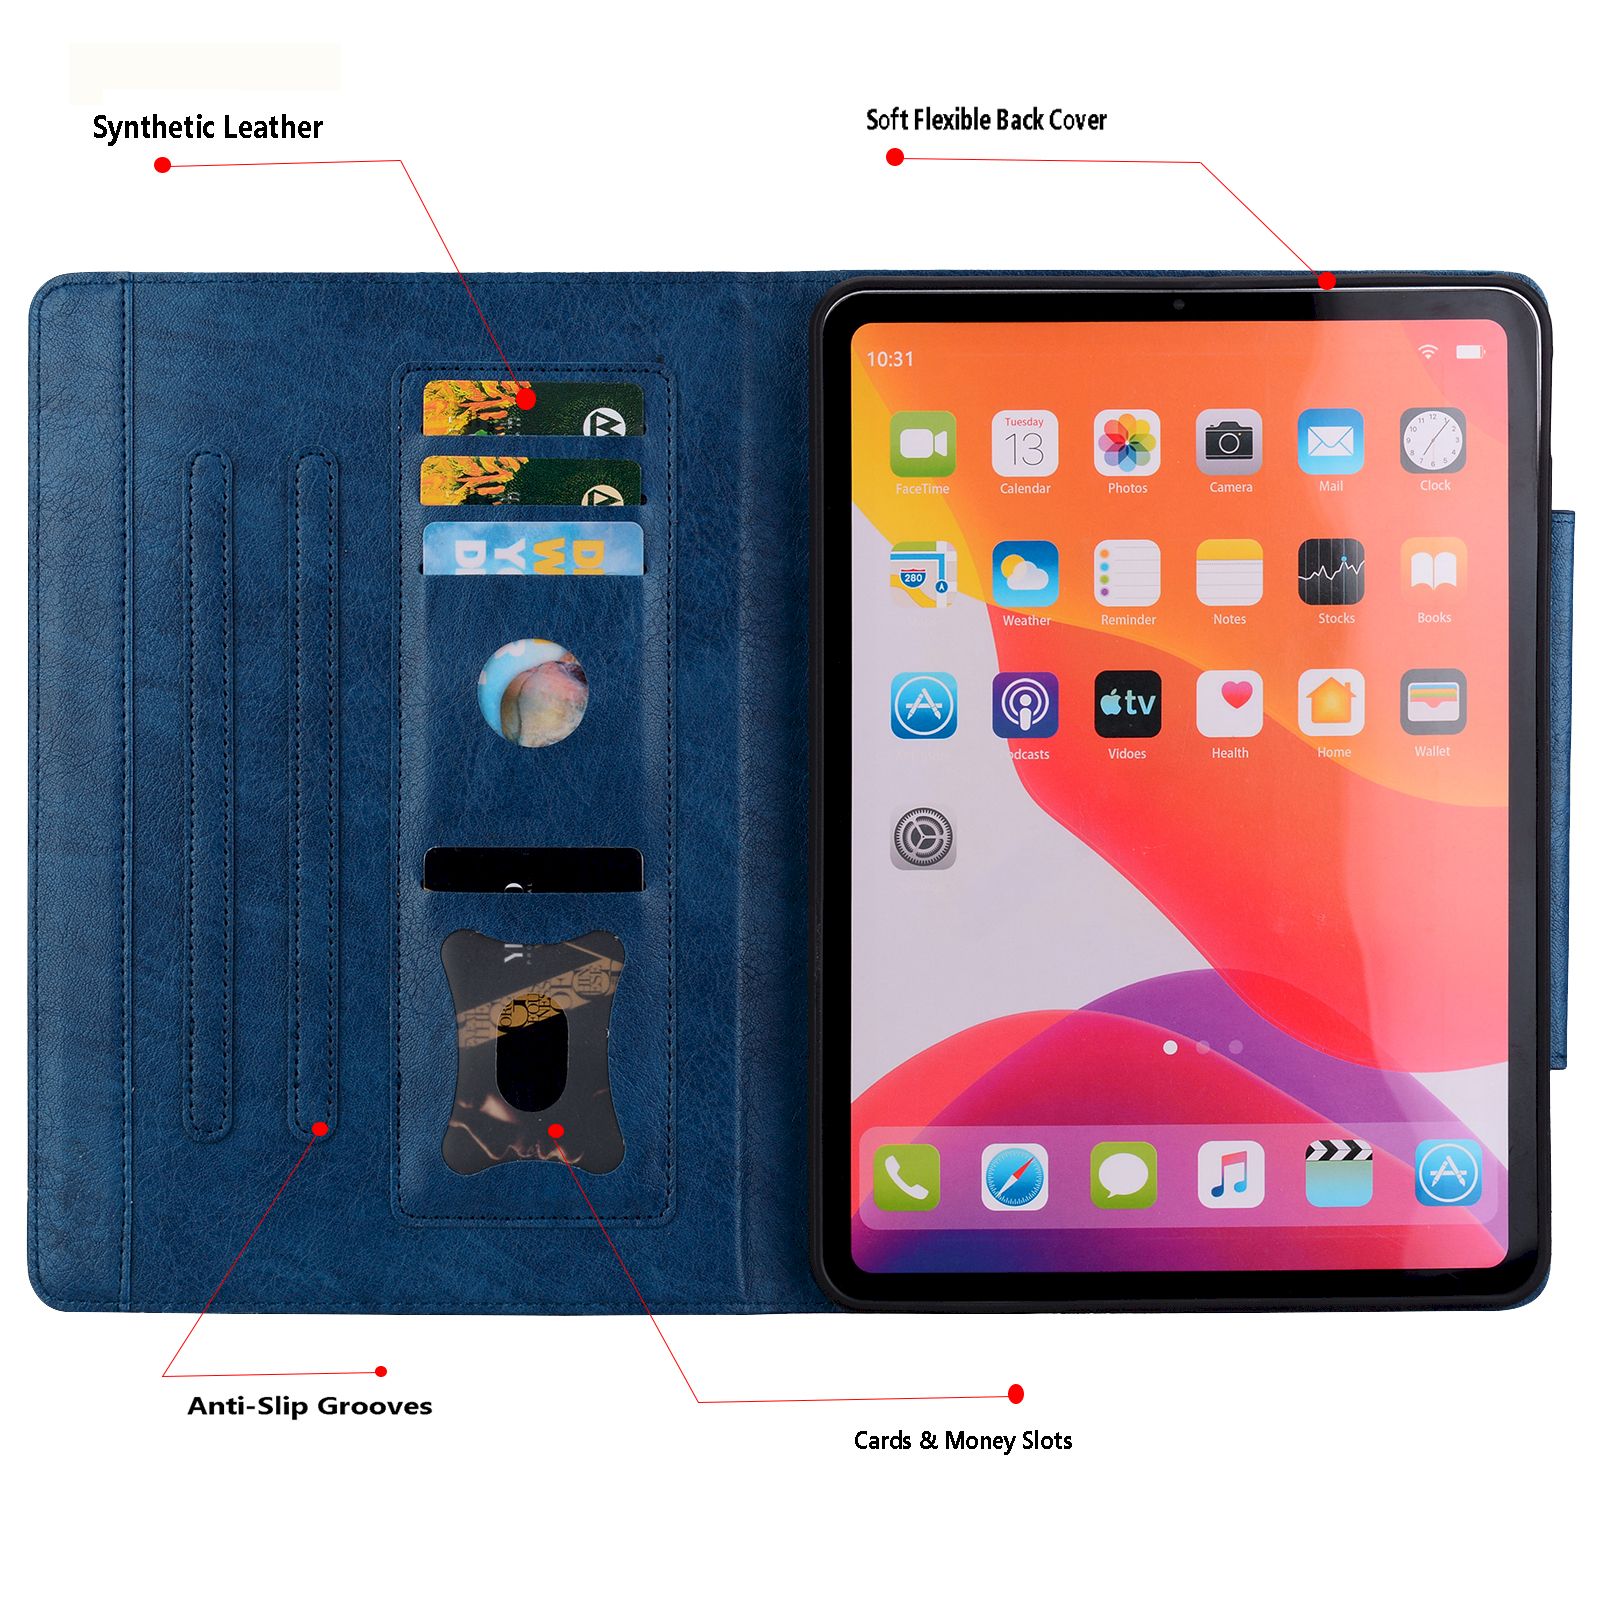 Synthetic Leather
Soft Flexible Back Cover
10:31
Tuesday
13
FaceTime
Calendar
Photos
Camera
Mail
Clock
280
Weather
Reminder
Notes
Stocks
Books
tv
odcasts
Vidoes
Health
Home
Wallet
Anti-Slip Grooves
Cards & Money Slots